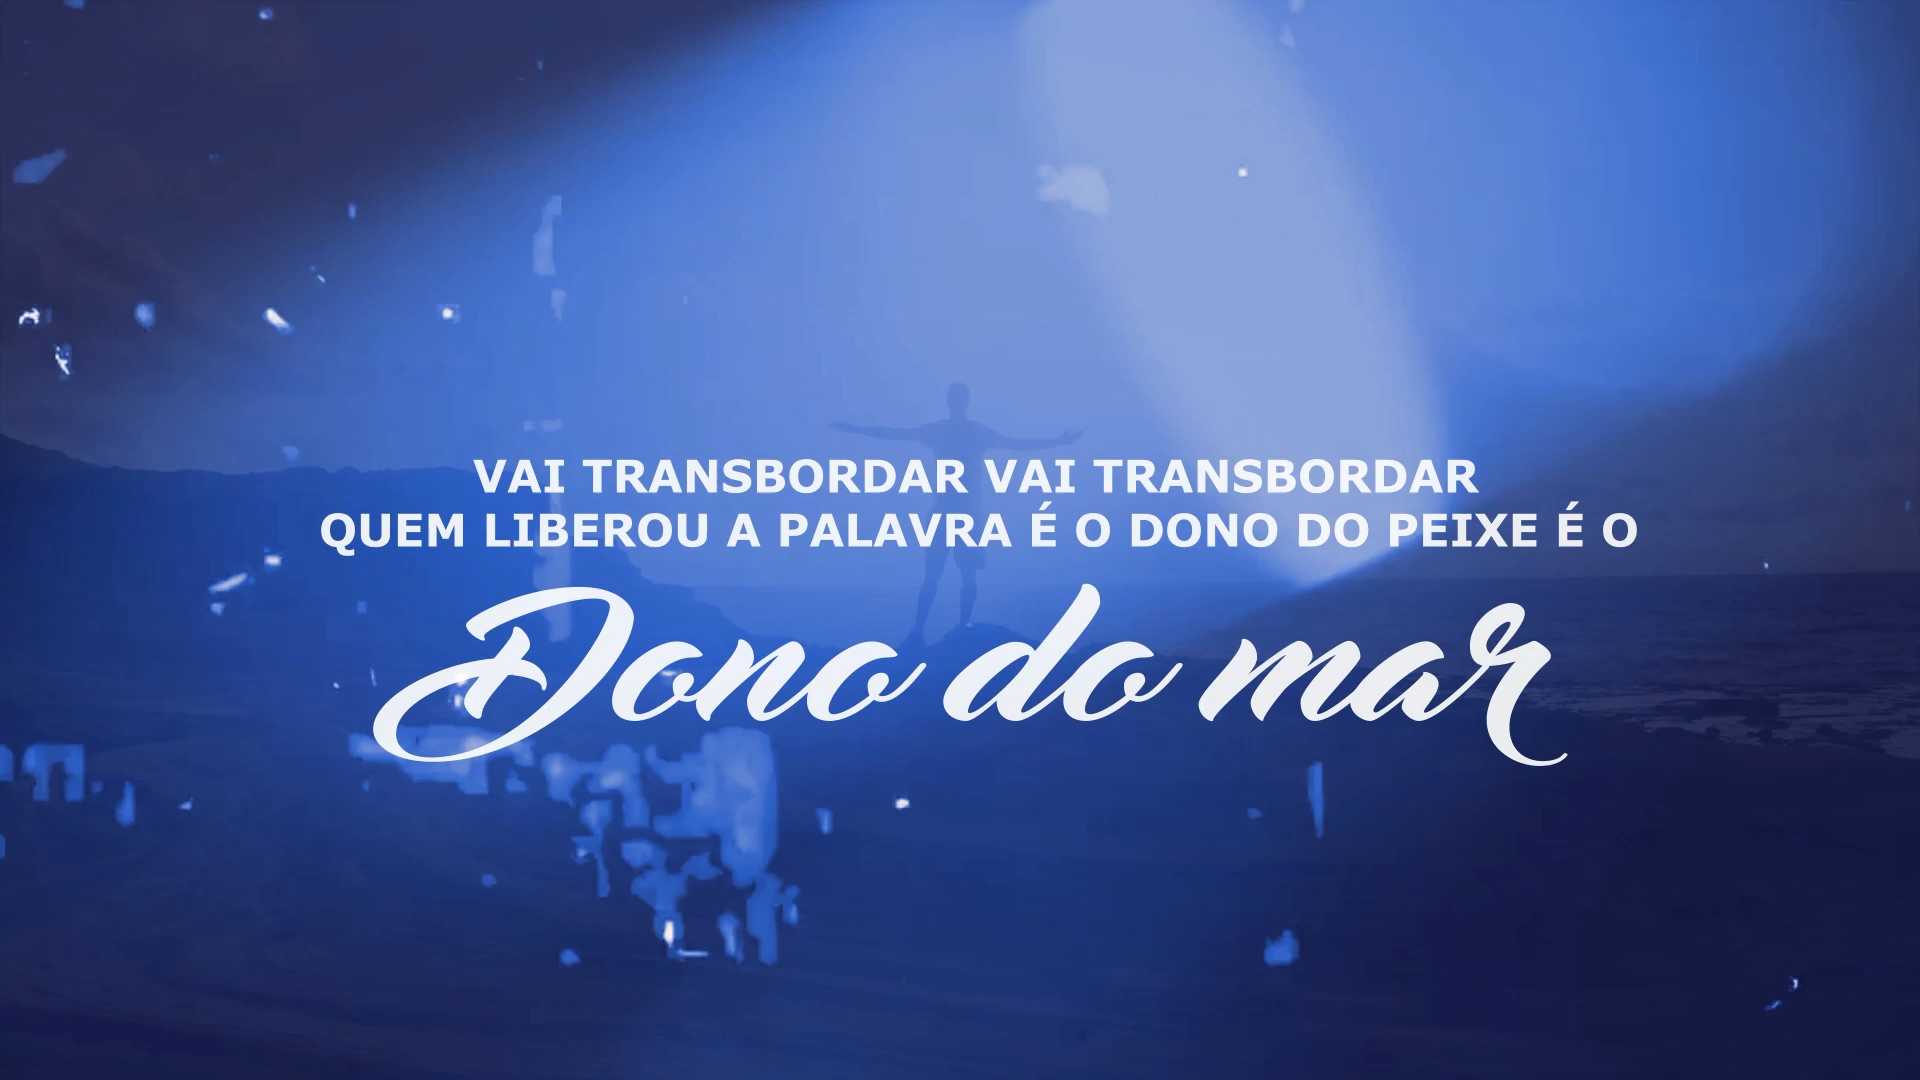 VAI TRANSBORDAR VAI TRANSBORDAR
QUEM LIBEROU A PALAVRA É O DONO DO PEIXE É O
Dono do mar